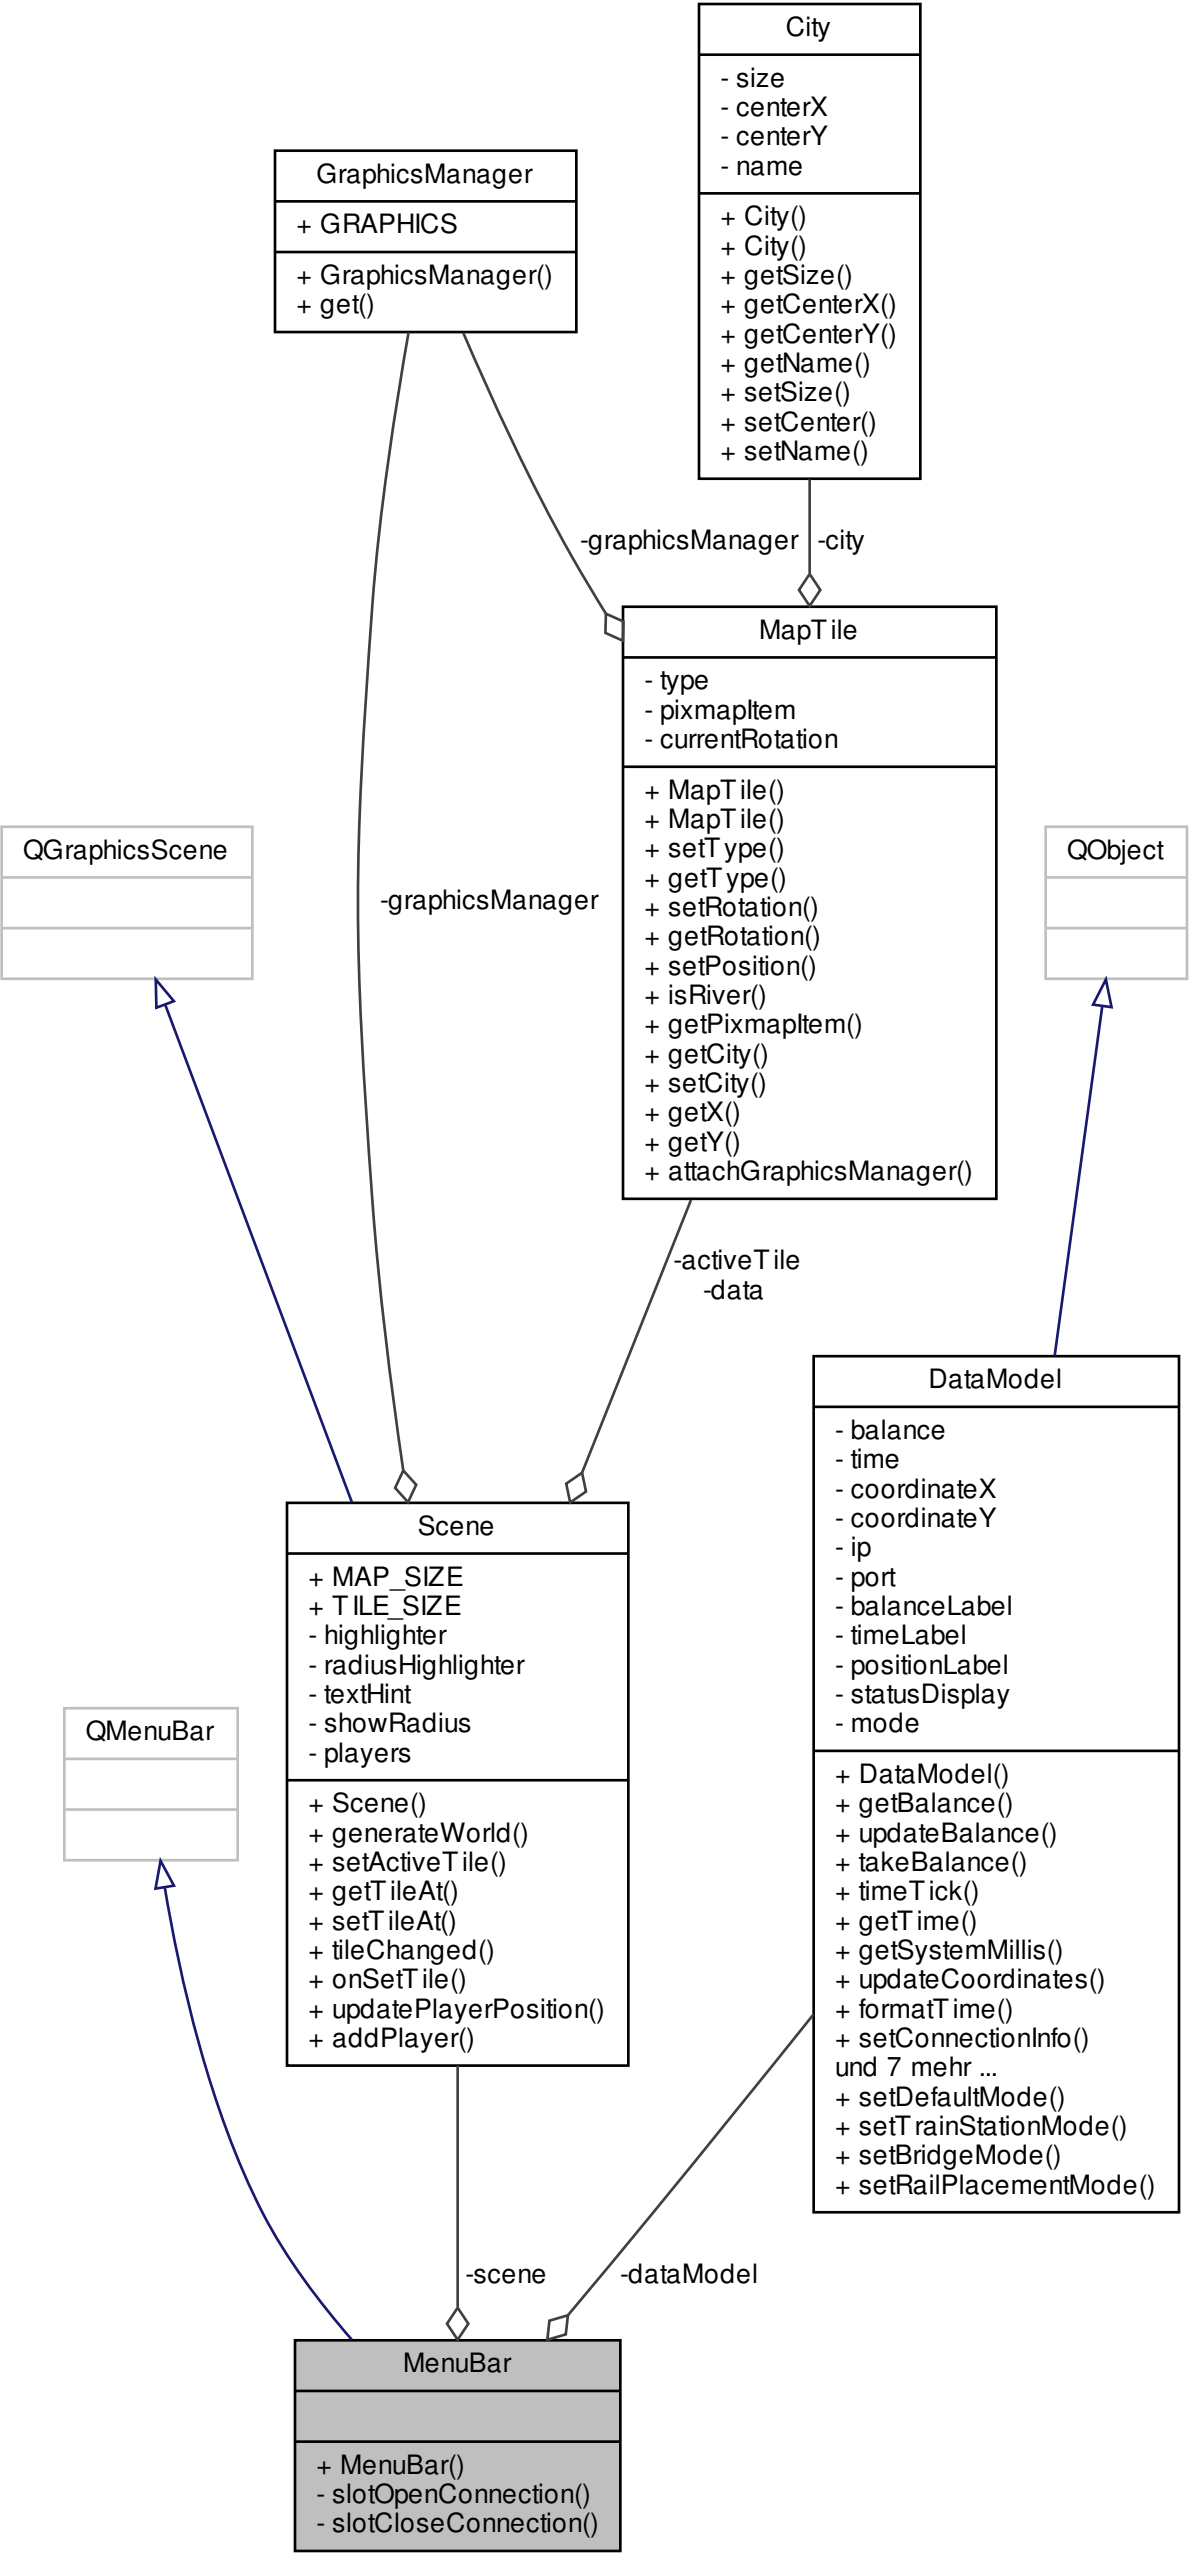 City
- size
- centerX
- centerY
- name
+ City()
+ City()
+ getSize()
+ getCenterX()
+ getCenterY()
+ getName()
+ setSize()
+ setCenter()
+ setName()
GraphicsManager
+ GRAPHICS
+ GraphicsManager()
+ get()
-graphicsManager
-city
MapTile
- type
- pixmapItem
- currentRotation
+ MapTile()
+ MapTile()
+ setType()
+ getType()
+ setRotation()
+ getRotation()
+ setPosition()
+ isRiver()
+ getPixmapItem()
+ getCity()
+ setCity()
+ getX()
+ getY()
+ attachGraphicsManager()
QGraphicsScene
-graphicsManager
QObject
-activeTile
-data
DataModel
- balance
- time
- coordinateX
- coordinateY
- ip
- port
- balanceLabel
- timeLabel
- positionLabel
- statusDisplay
- mode
+ DataModel()
+ getBalance()
+ updateBalance()
+ takeBalance()
+ timeTick()
+ getTime()
+ getSystemMillis()
+ updateCoordinates()
+ formatTime()
+ setConnectionInfo()
und 7 mehr ...
+ setDefaultMode()
+ setTrainStationMode()
+ setBridgeMode()
+ setRailPlacementMode()
Scene
+ MAP_SIZE
+ TILE_SIZE
- highlighter
- radiusHighlighter
- textHint
- showRadius
- players
+ Scene()
+ generateWorld()
+ setActiveTile()
+ getTileAt()
+ setTileAt()
+ tileChanged()
+ onSetTile()
+ updatePlayerPosition()
+ addPlayer()
QMenuBar
-scene
-dataModel
MenuBar
+ MenuBar()
- slotOpenConnection()
- slotCloseConnection()